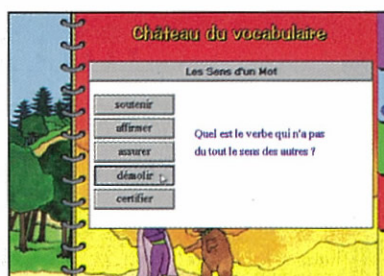 Château du vocabulaire
Les Sens d'un Mot
soutenir
affirmer
assurer
démolir
certifier
Quel est le verbe qui n'a pas
du tout le sens des autres ?